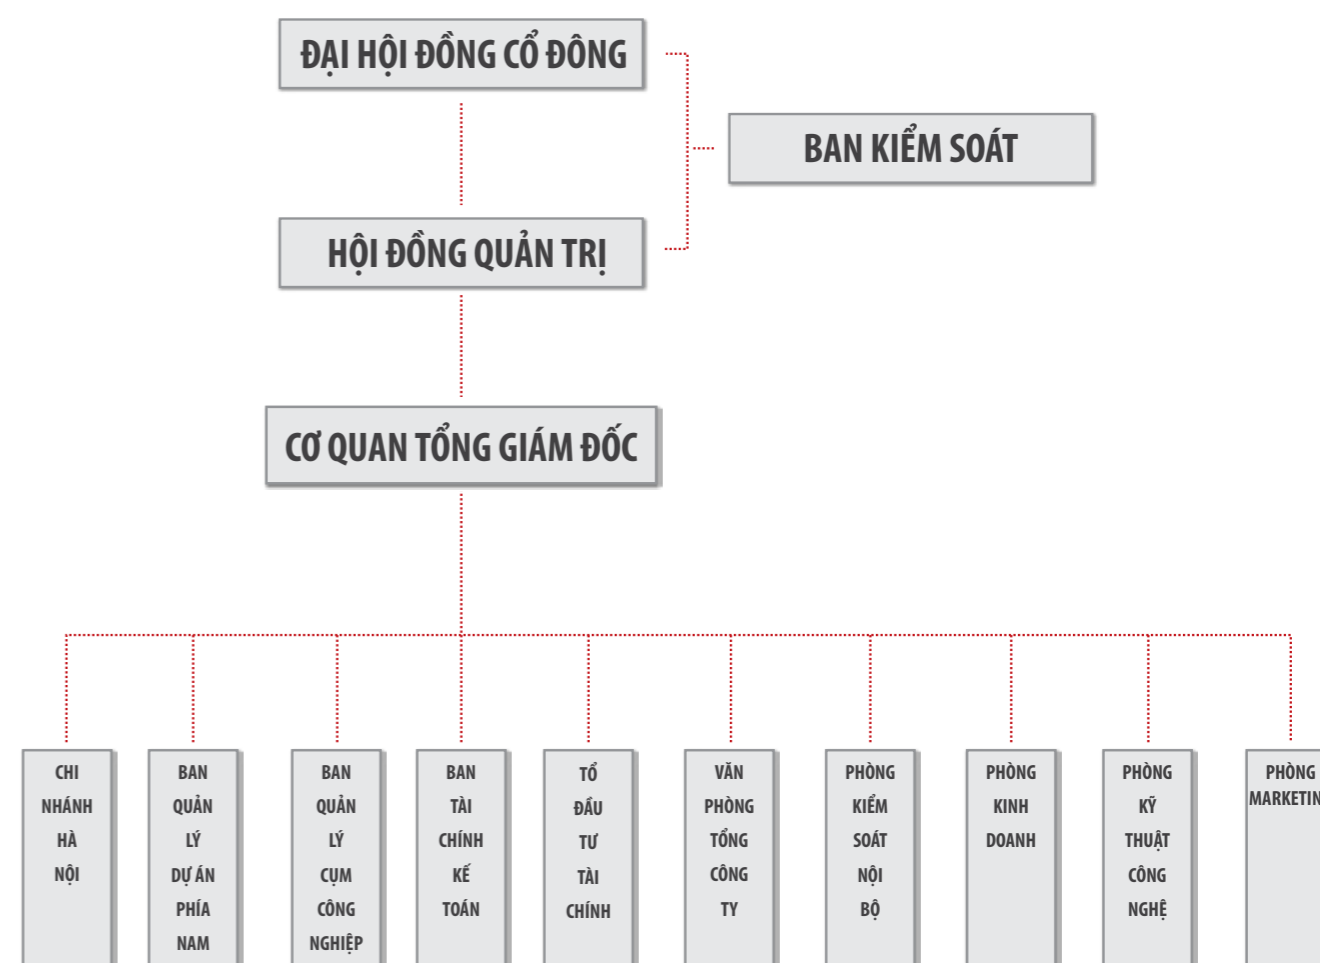 ĐẠI HỘI ĐỒNG CỔ ĐÔNG
BAN KIỂM SOÁT
HỘI ĐỒNG QUẢN TRỊ
CƠ QUAN TỔNG GIÁM ĐỐC
CHI
NHÁNH
HÀ
NỘI
BAN
QUẢN
LÝ
DỰ ÁN
PHÍA
NAM
BAN
QUẢN
LÝ
CỤM
CÔNG
NGHIỆP
BAN
TÀI
CHÍNH
KẾ
TOÁN
TỔ
ĐẦU
TƯ
TÀI
CHÍNH
VĂN
PHÒNG
TỔNG
CÔNG
TY
PHÒNG
KIỂM
SOÁT
NỘI
BỘ
PHÒNG
KINH
DOANH
PHÒNG
KỸ
THUẬT
CÔNG
NGHỆ
PHÒNG
MARKETIN